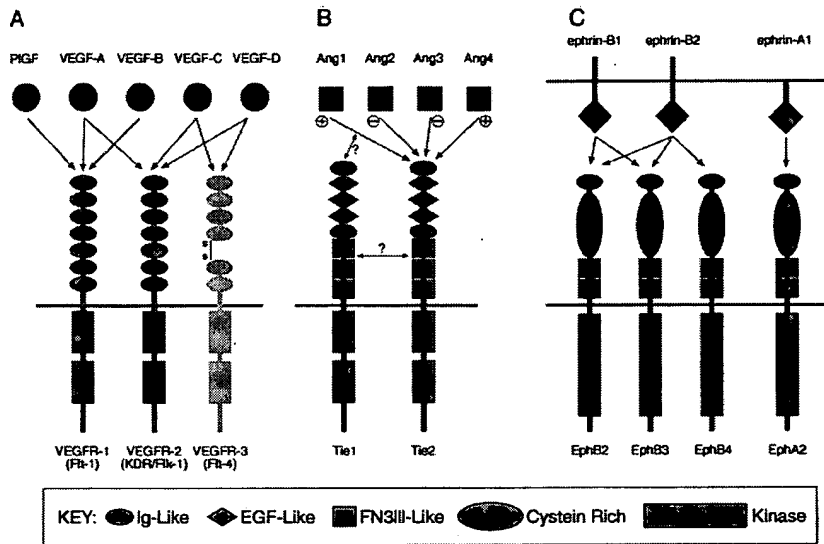 A
PlGF VEGF-A VEGF-B VEGF-C VEGF-D
s
s
VEGFR-1 VEGFR-2 VEGFR-3
(Flt-1) (KDR/Flk-1) (Flt-4)
B
Ang1 Ang2 Ang3 Ang4
+ − − +
?
?
Tie1 Tie2
C
ephrin-B1 ephrin-B2 ephrin-A1
EphB2 EphB3 EphB4 EphA2
KEY: Ig-Like EGF-Like FN3III-Like Cystein Rich Kinase